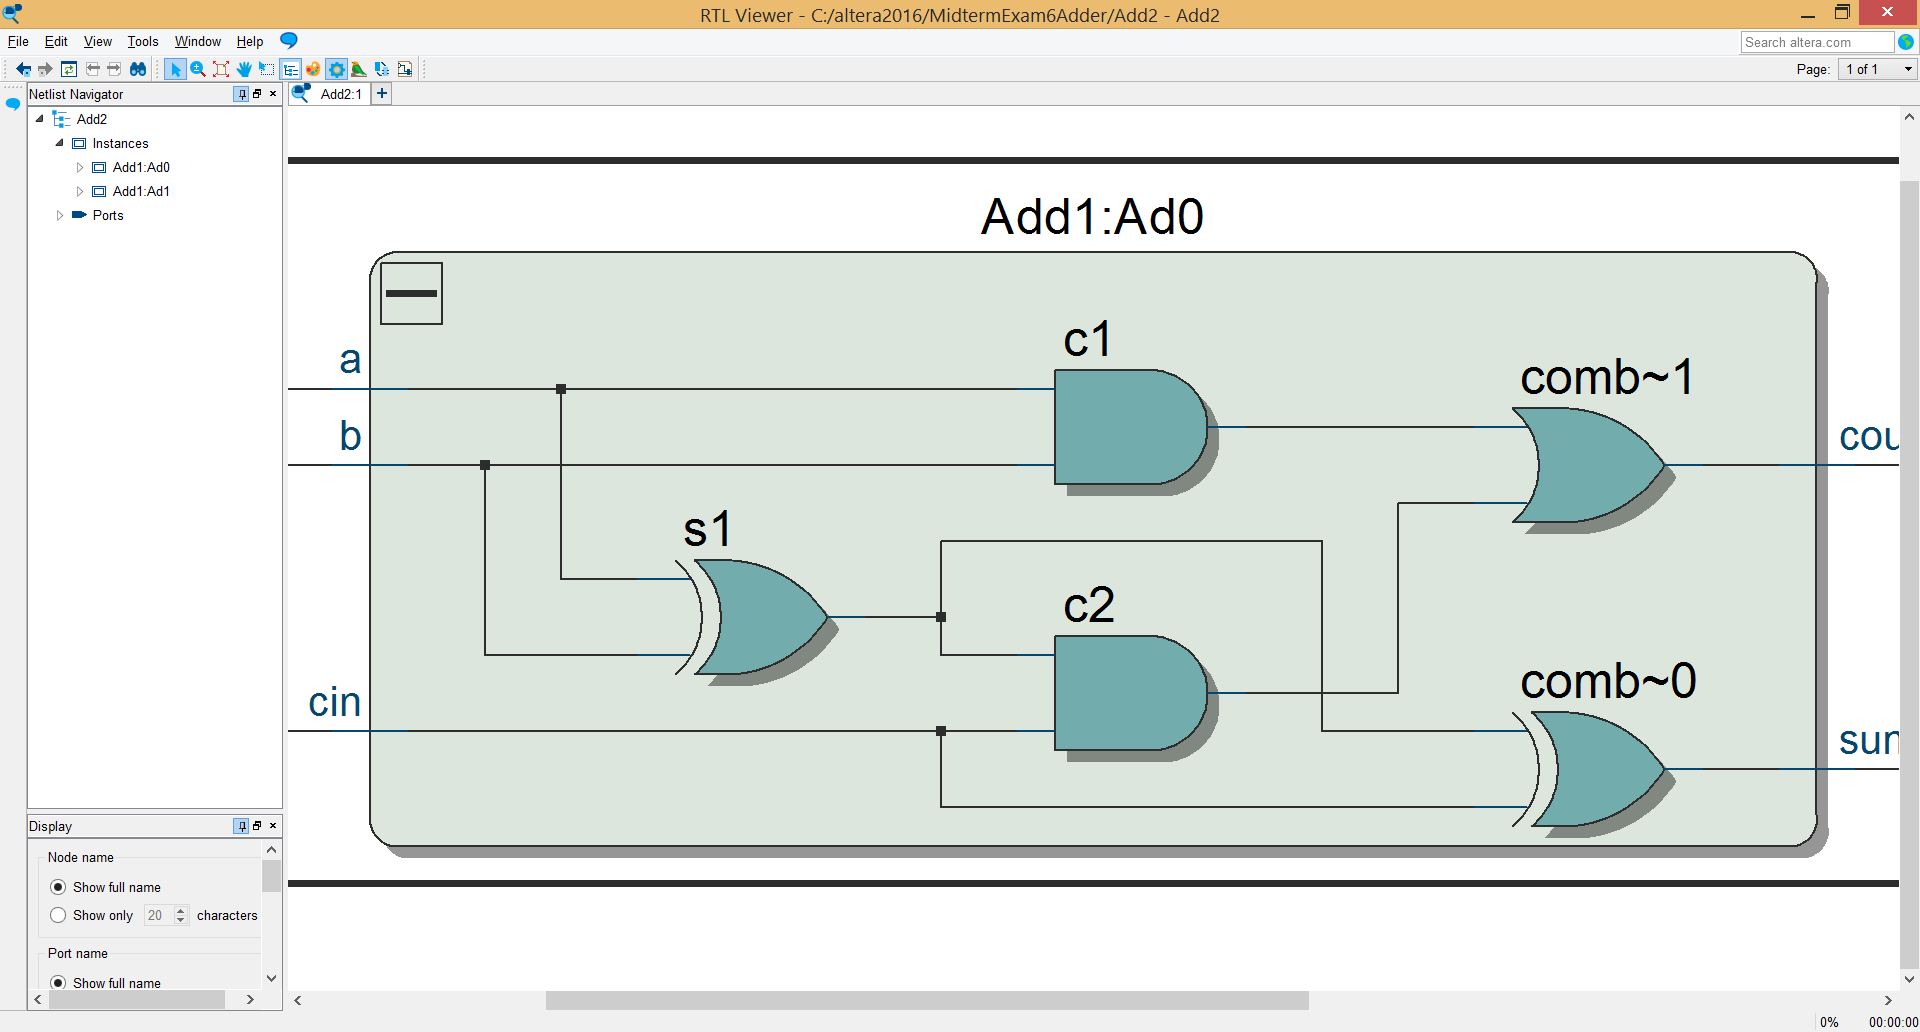 RTL Viewer - C:/altera2016/MidtermExam6Adder/Add2 - Add2
File Edit View Tools Window Help
Search altera.com
Page: 1 of 1
Netlist Navigator
Add2:1
Add2
Instances
Add1:Ad0
Add1:Ad1
Ports
Add1:Ad0
c1
a
comb~1
b
cou
s1
c2
comb~0
cin
sum
Display
Node name
Show full name
Show only 20 characters
Port name
Show full name
0% 00:00:00